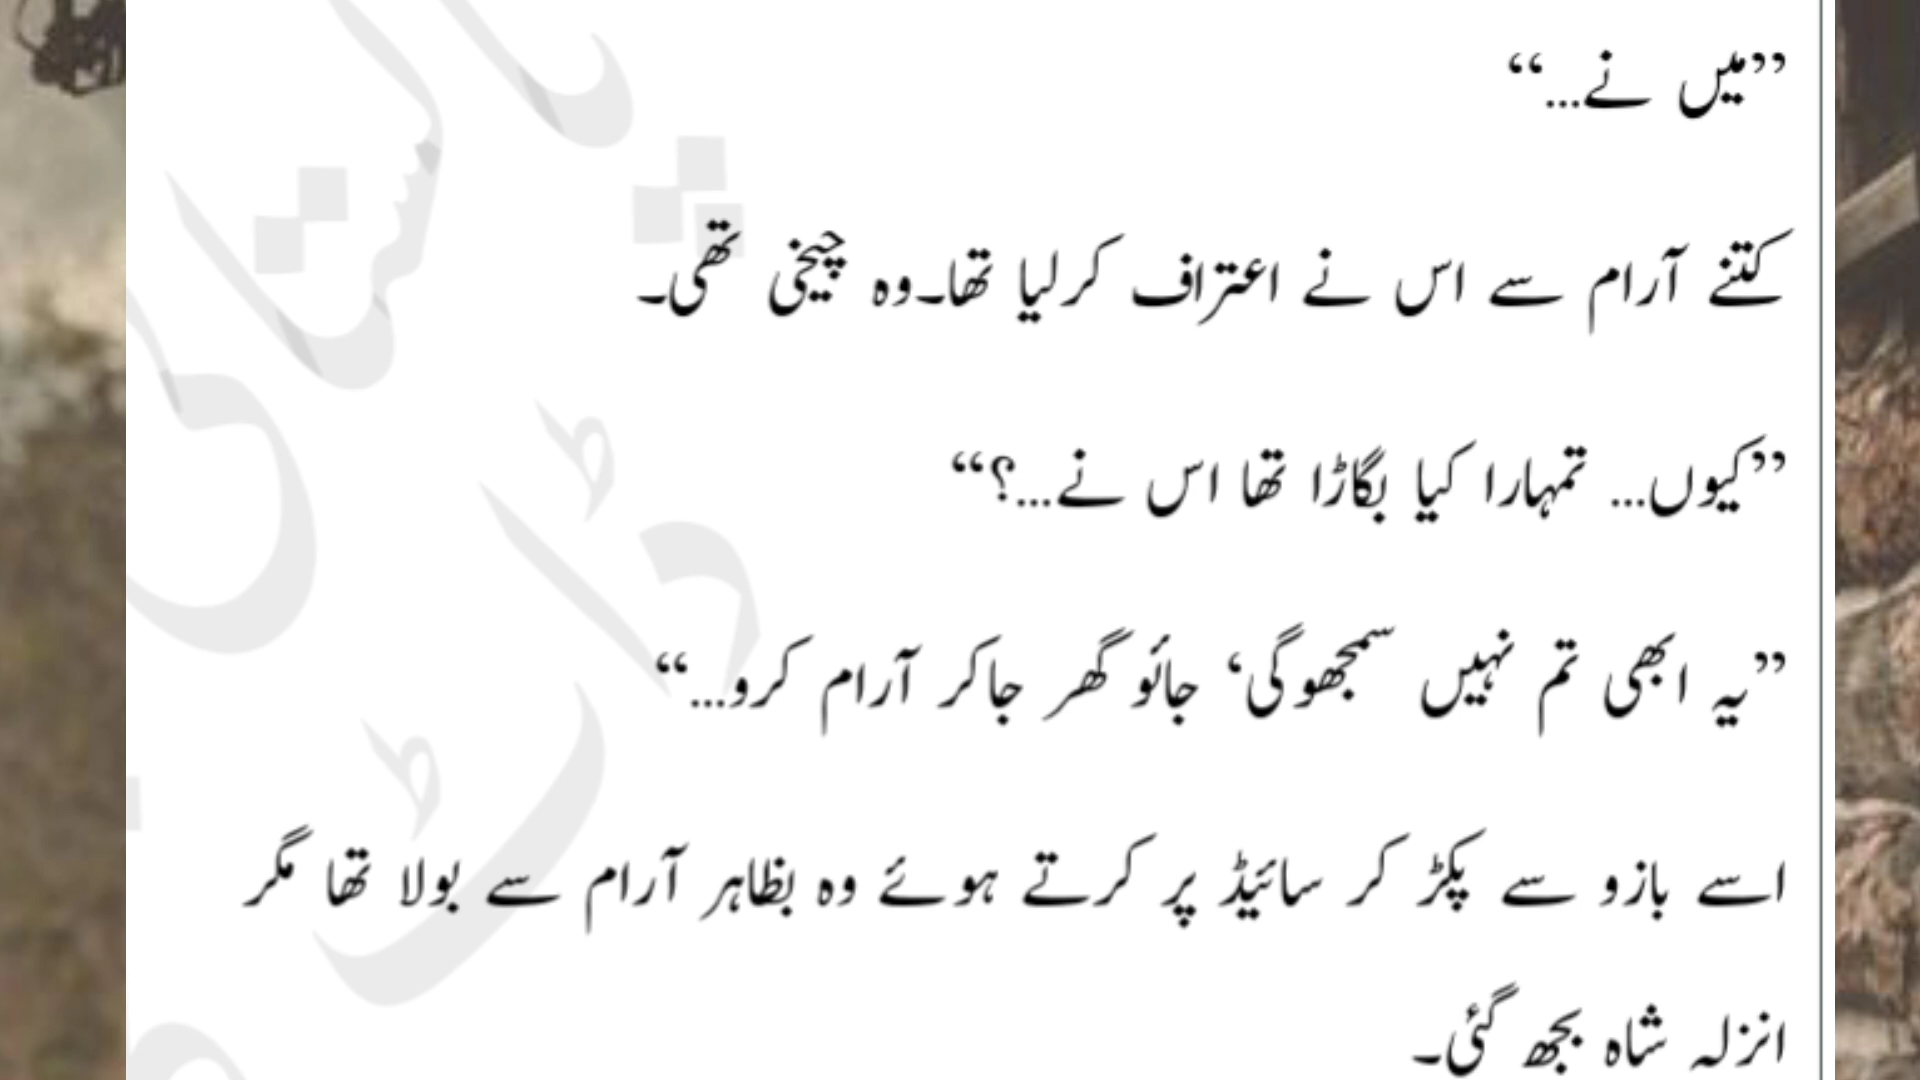 ’’میں نے…‘‘
کتنے آرام سے اس نے اعتراف کرلیا تھا۔وہ چیخی تھی۔
’’کیوں… تمہارا کیا بگاڑا تھا اس نے…؟‘‘
’’یہ ابھی تم نہیں سمجھوگی‘ جائو گھر جاکر آرام کرو…‘‘
اسے بازو سے پکڑ کر سائیڈ پر کرتے ہوئے وہ بظاہر آرام سے بولا تھا مگر
انزلہ شاہ بجھ گئی۔